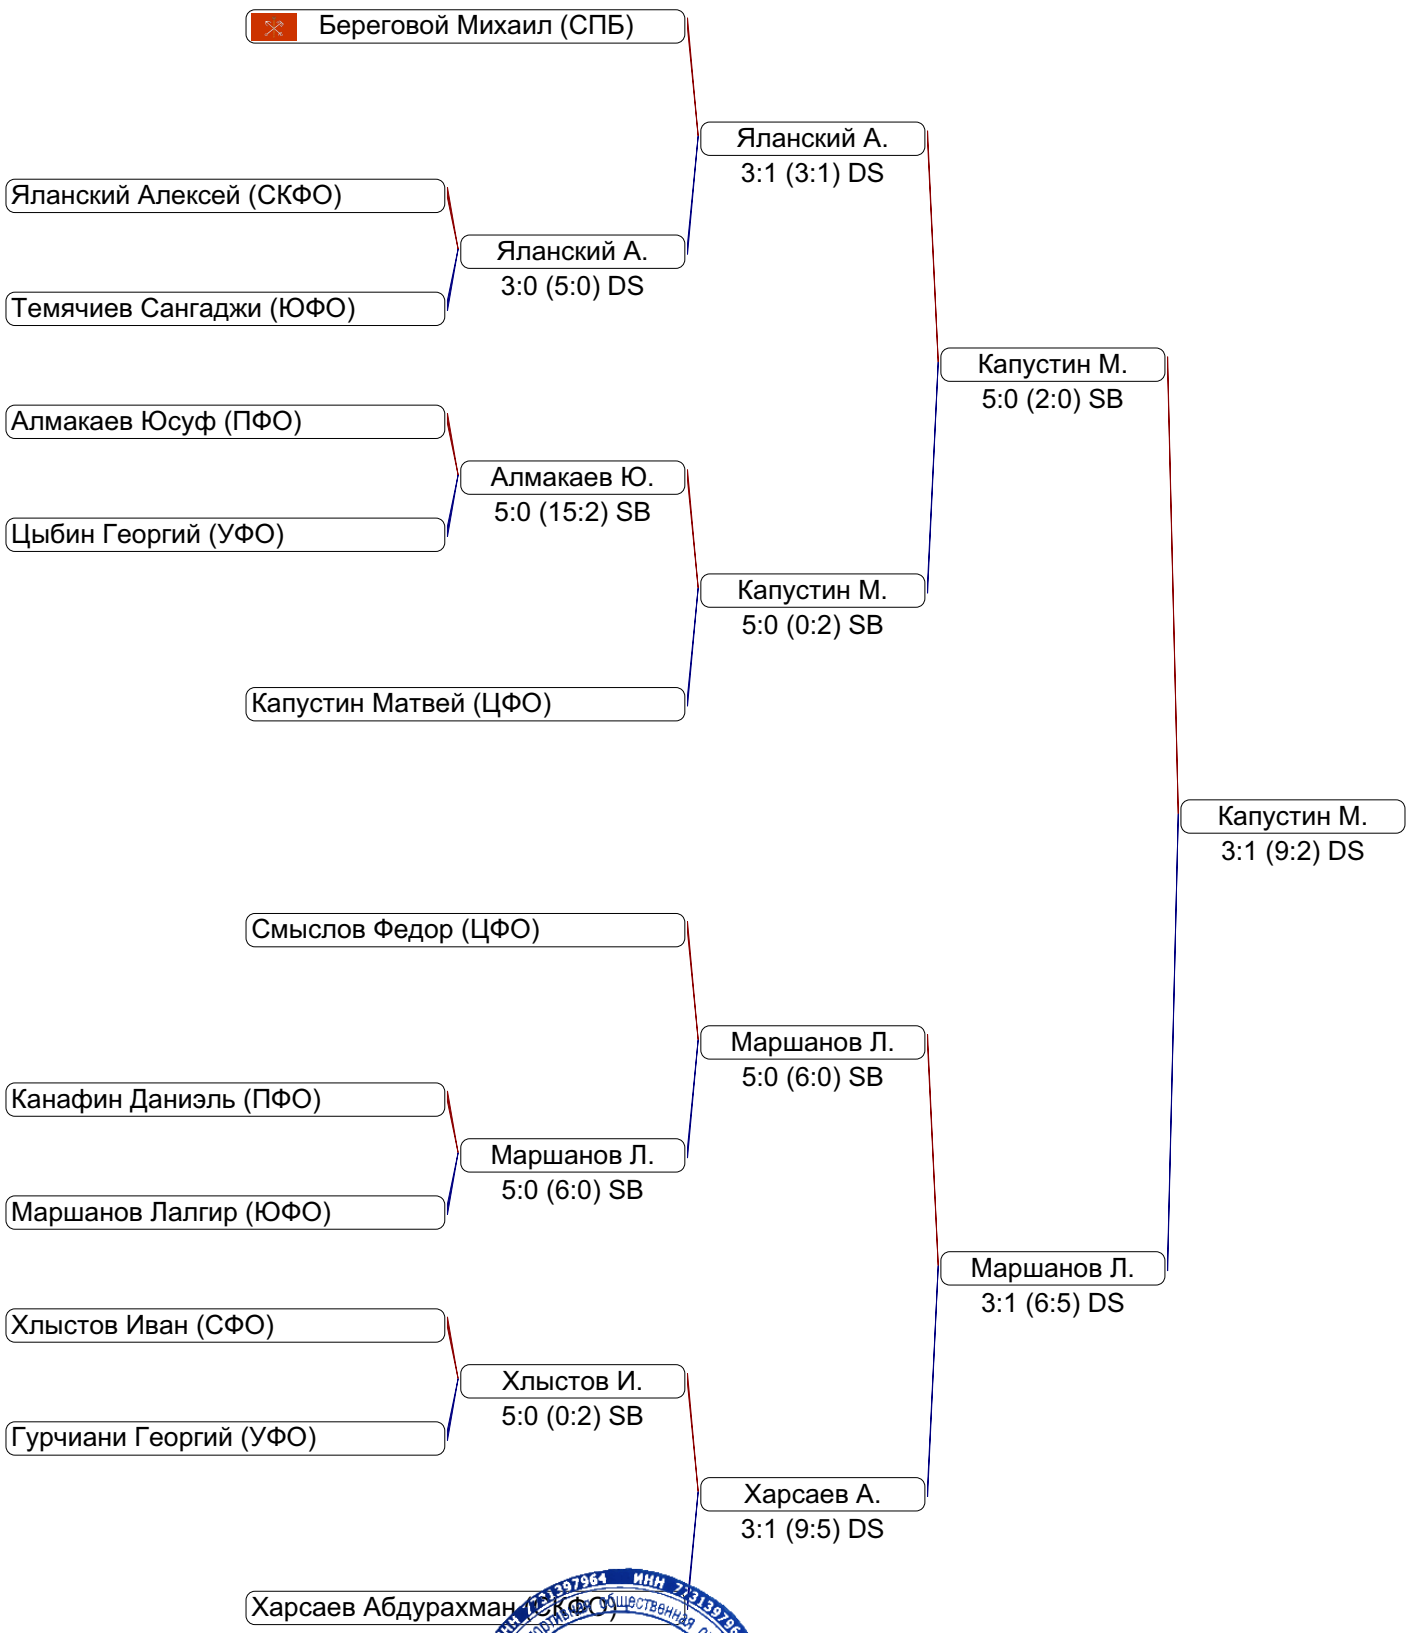 Береговой Михаил (СПБ)
Яланский А.
3:1 (3:1) DS
Яланский Алексей (СКФО)
Яланский А.
3:0 (5:0) DS
Темячиев Сангаджи (ЮФО)
Капустин М.
5:0 (2:0) SB
Алмакаев Юсуф (ПФО)
Алмакаев Ю.
5:0 (15:2) SB
Цыбин Георгий (УФО)
Капустин М.
5:0 (0:2) SB
Капустин Матвей (ЦФО)
Капустин М.
3:1 (9:2) DS
Смыслов Федор (ЦФО)
Маршанов Л.
5:0 (6:0) SB
Канафин Даниэль (ПФО)
Маршанов Л.
5:0 (6:0) SB
Маршанов Лалгир (ЮФО)
Маршанов Л.
3:1 (6:5) DS
Хлыстов Иван (СФО)
Хлыстов И.
5:0 (0:2) SB
Гурчиани Георгий (УФО)
Харсаев А.
3:1 (9:5) DS
Харсаев Абдурахман (СКФО)
ИНН 7731397964 ИНН
общественная